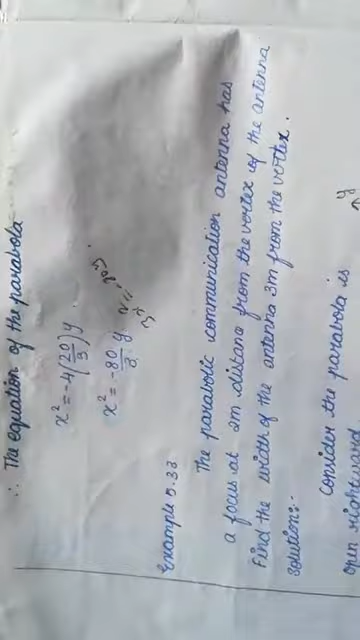 ∴ The equation of the parabola
x² = -4(20/3)y
x² = -80/3 y
Example 5.33
The parabolic communication antenna has
a focus at 2m distane from the vertex of the antenna
Find the width of the antenna 3m from the vertex.
Solution:-
Consider the parabola is
open rightward
y